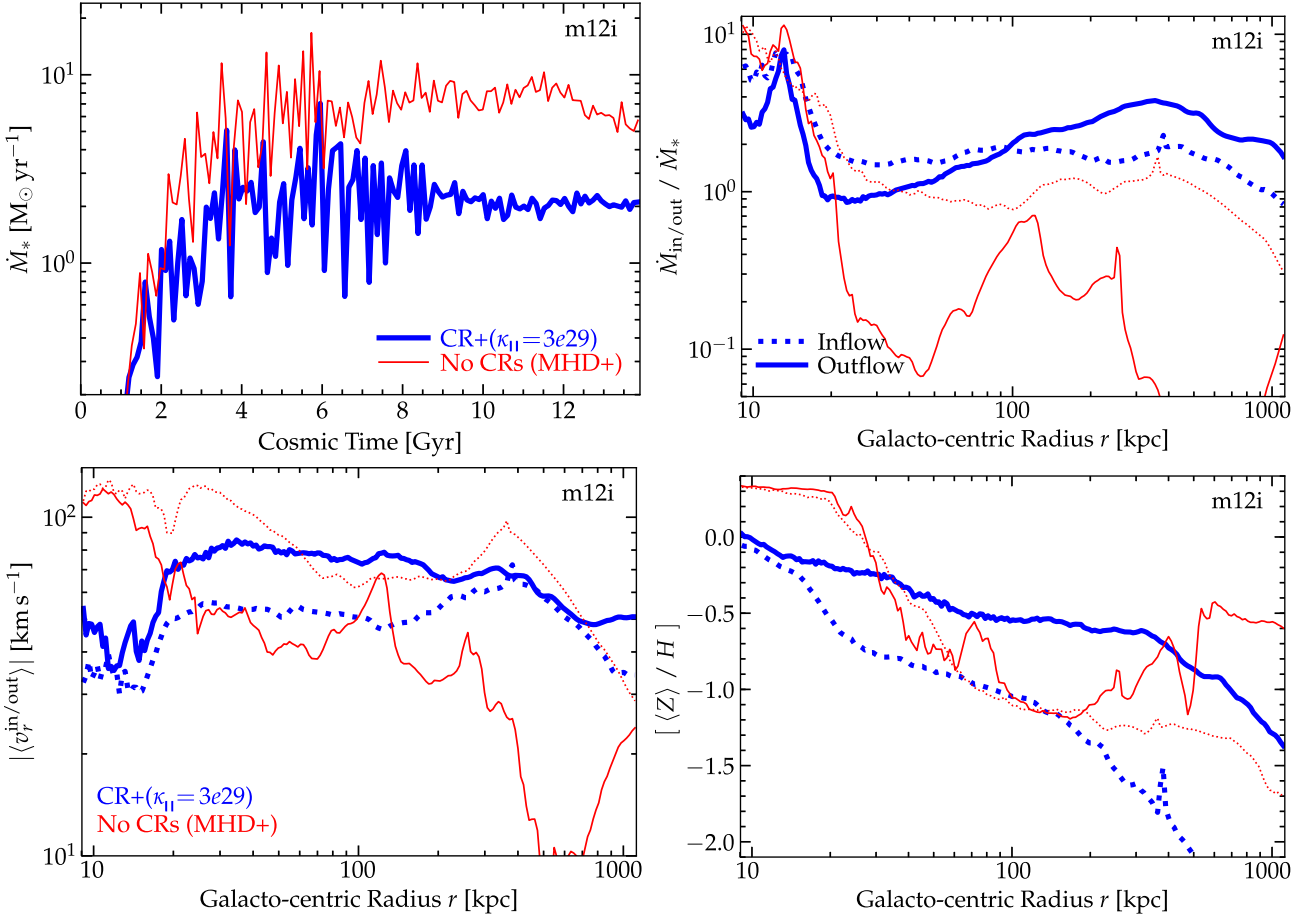 m12i
10¹
10⁰
Ṁ* [M⊙ yr⁻¹]
CR+(κ||=3e29)
No CRs (MHD+)
0 2 4 6 8 10 12
Cosmic Time [Gyr]
m12i
10¹
10⁰
10⁻¹
Ṁin/out / Ṁ*
Inflow
Outflow
10 100 1000
Galacto-centric Radius r [kpc]
m12i
10²
10¹
|⟨v_r^in/out⟩| [km s⁻¹]
CR+(κ||=3e29)
No CRs (MHD+)
10 100 1000
Galacto-centric Radius r [kpc]
m12i
0.0
−0.5
−1.0
−1.5
−2.0
[ ⟨Z⟩ / H ]
10 100 1000
Galacto-centric Radius r [kpc]